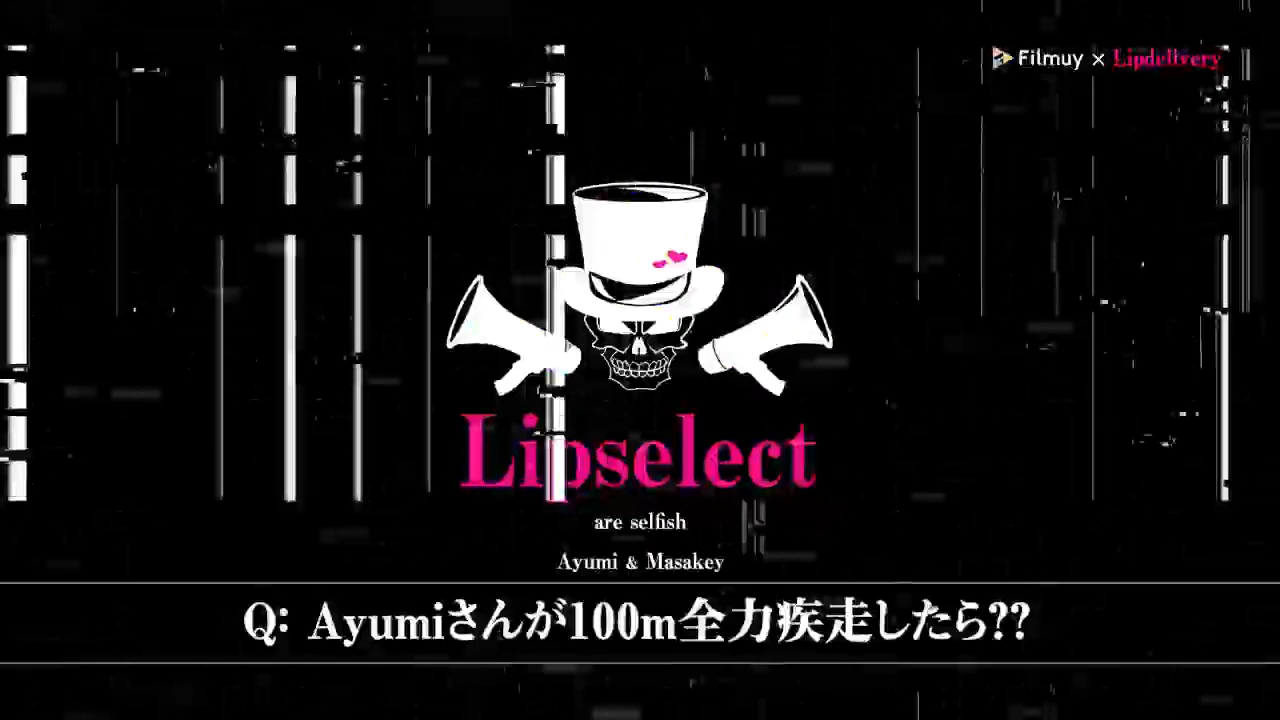 Filmuy × Lipdelivery
Lipselect
are selfish
Ayumi & Masakey
Q: Ayumiさんが100m全力疾走したら??